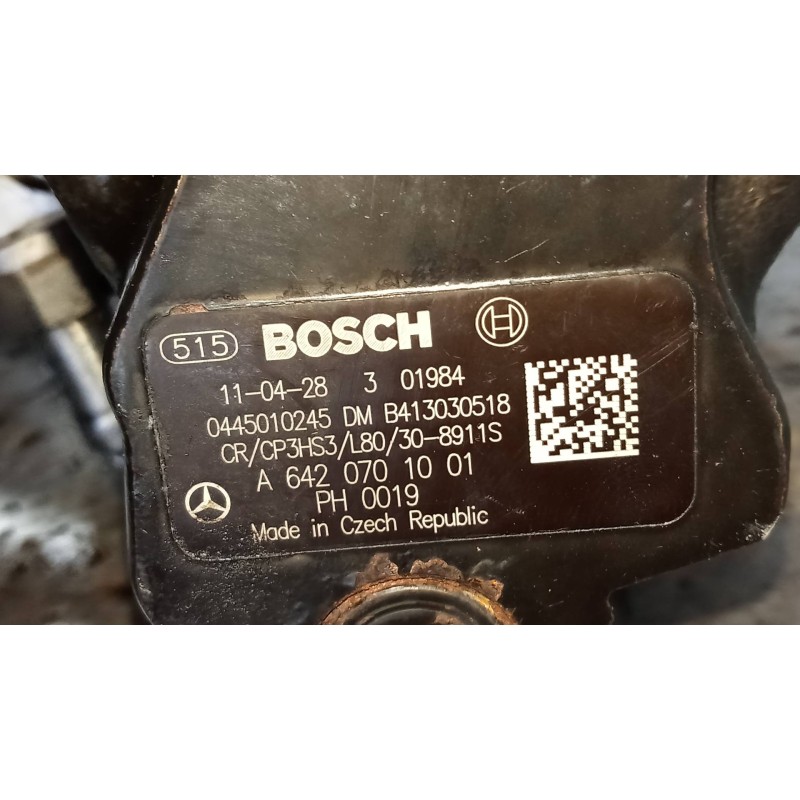 515 BOSCH
11-04-28 3 01984
0445010245 DM B413030518
CR/CP3HS3/L80/30-8911S
A 642 070 10 01
PH 0019
Made in Czech Republic